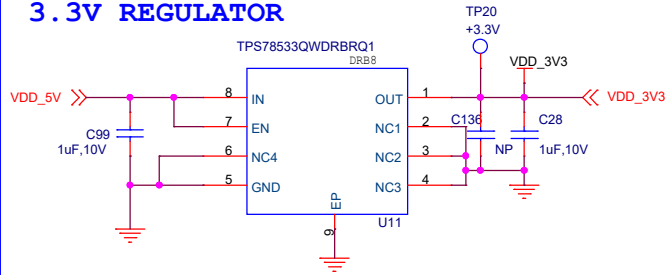 3.3V REGULATOR
TP20
+3.3V
TPS78533QWDRBRQ1
DRB8
VDD_3V3
VDD_5V
8 IN OUT 1
VDD_3V3
7 EN NC1 2
C99
1uF,10V
C136
NP
C28
1uF,10V
6 NC4 NC2 3
5 GND NC3 4
EP
9
U11